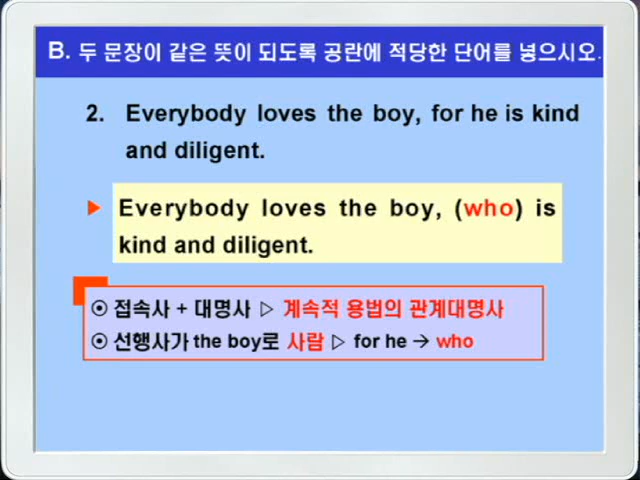 B. 두 문장이 같은 뜻이 되도록 공란에 적당한 단어를 넣으시오.
2. Everybody loves the boy, for he is kind
and diligent.
▶ Everybody loves the boy, (who) is
kind and diligent.
⊙ 접속사 + 대명사 ▷ 계속적 용법의 관계대명사
⊙ 선행사가 the boy로 사람 ▷ for he → who